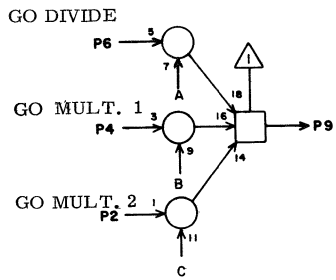 GO DIVIDE
P6 5
7
A
1
18
GO MULT. 1
P4 3
16
P9
9
14
B
GO MULT. 2
P2 1
11
C